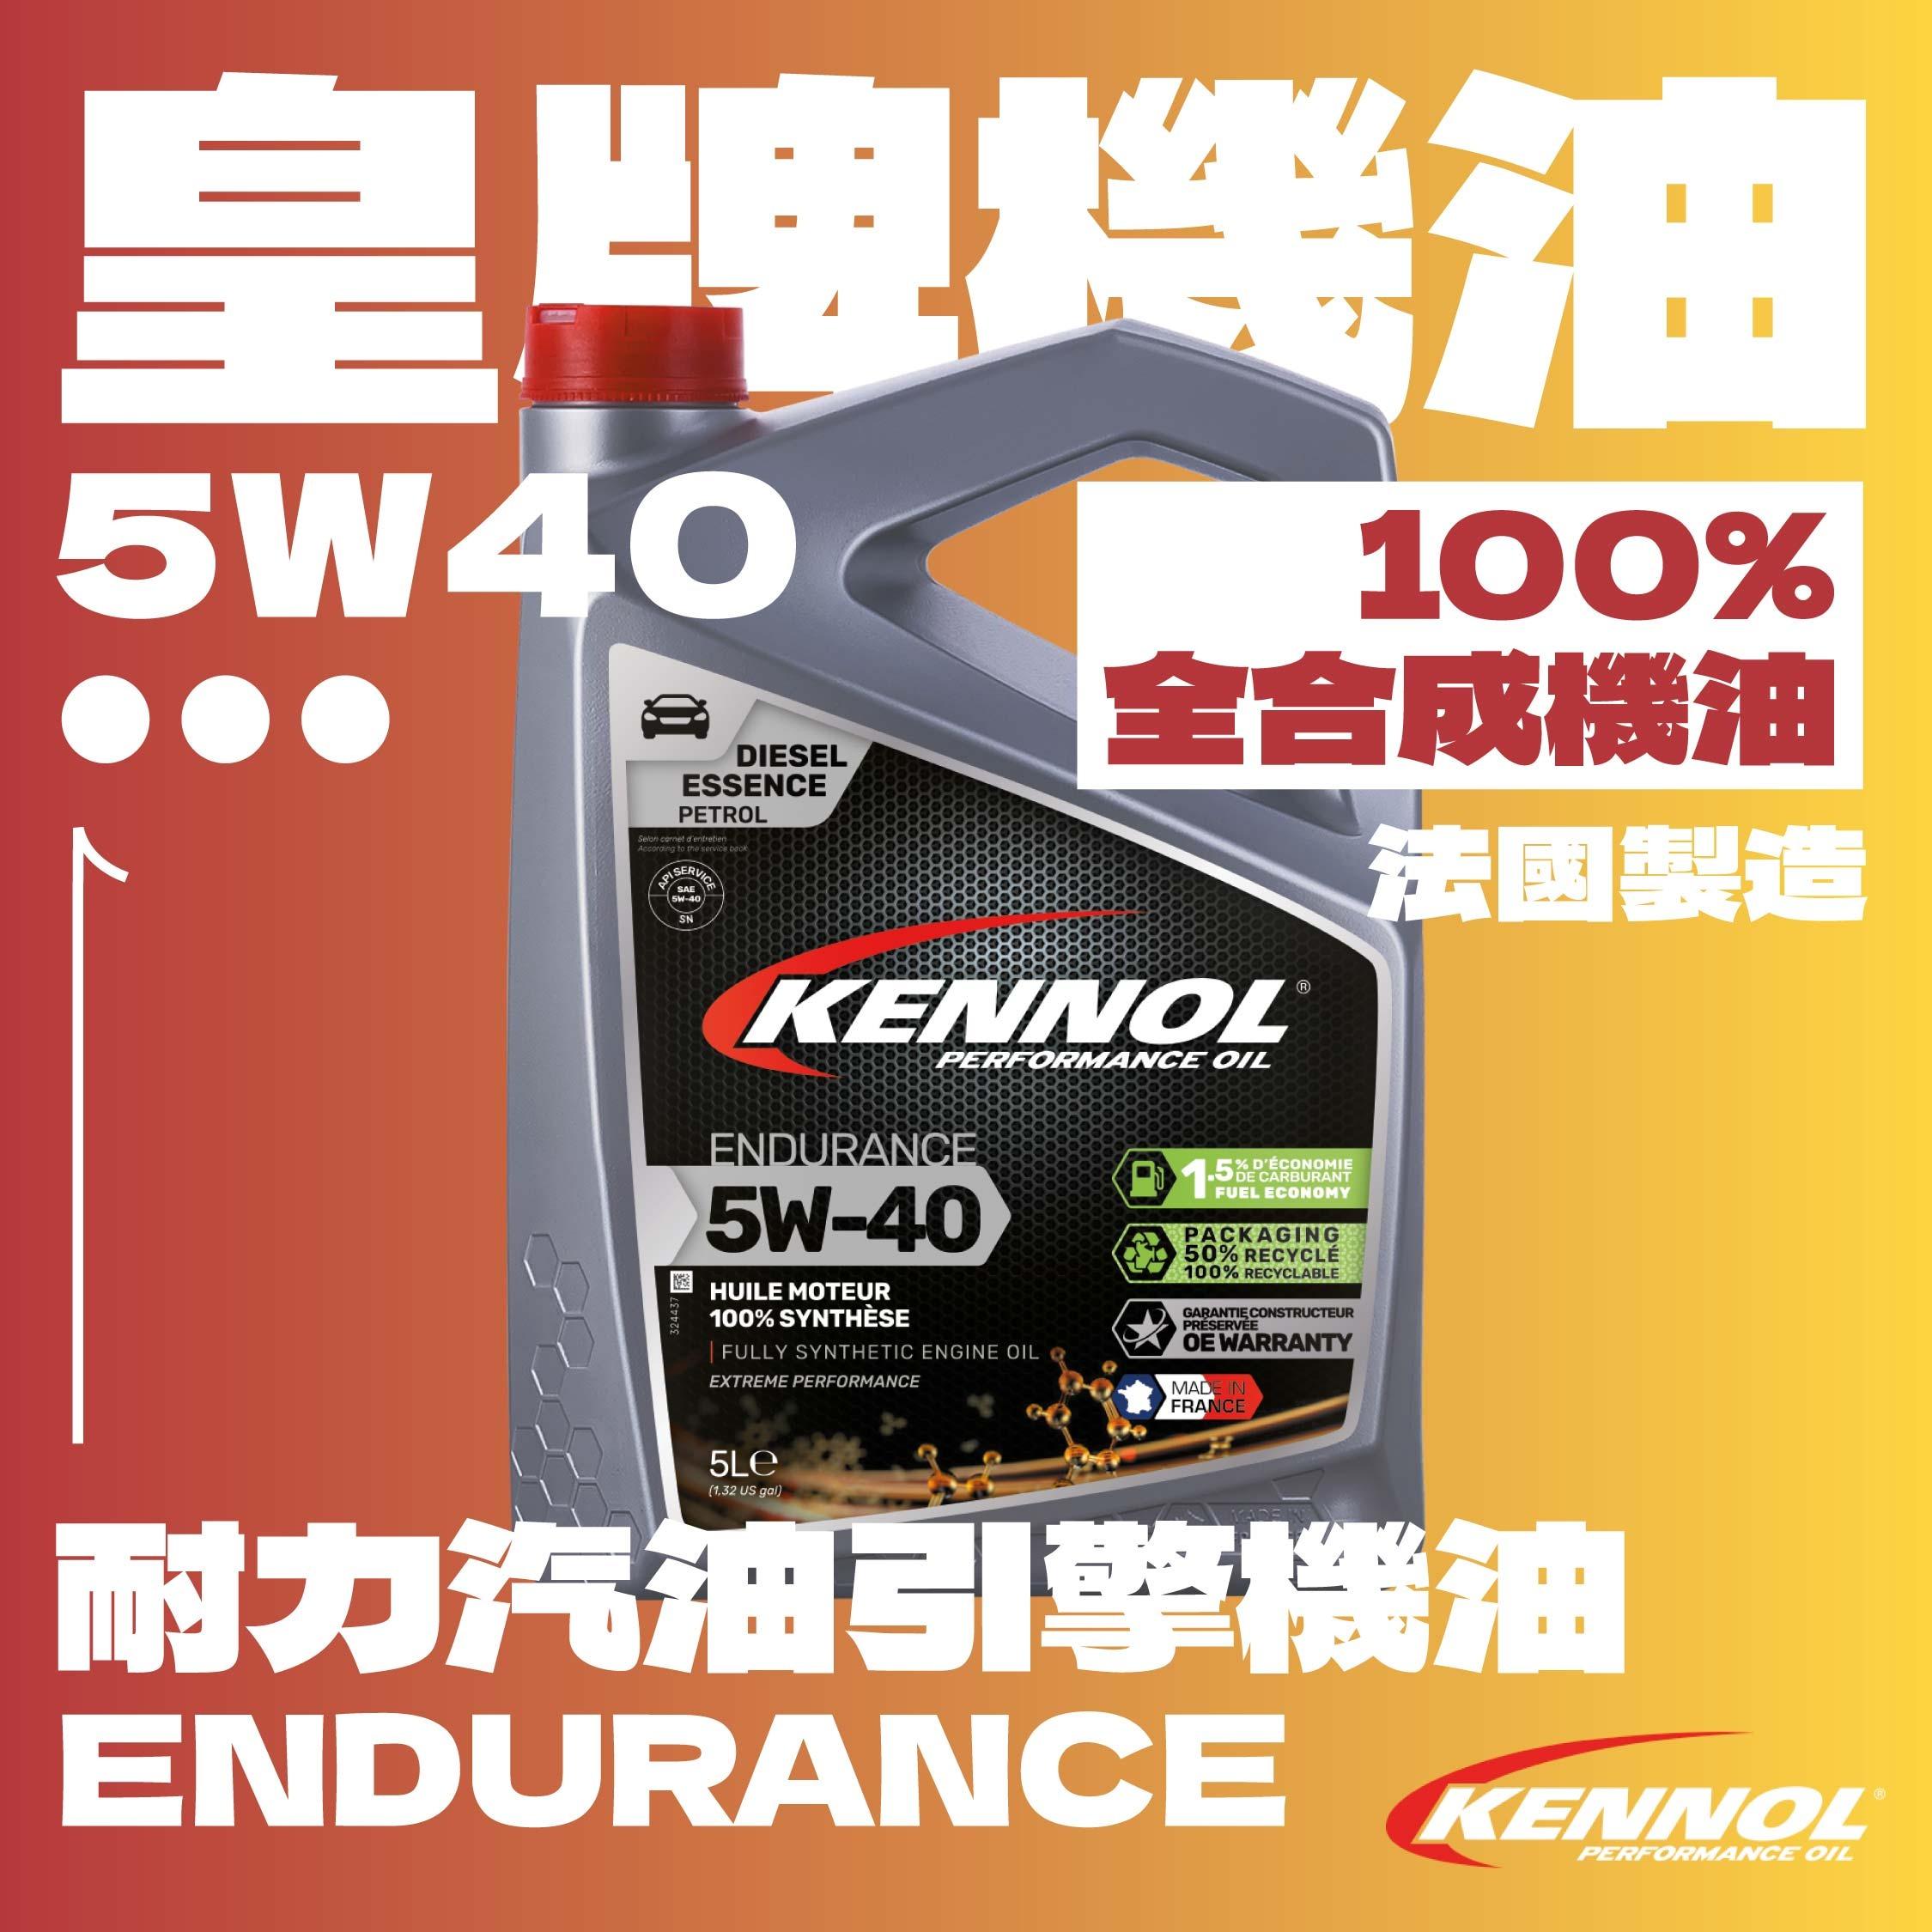 皇牌機油
5W40
100%
全合成機油
法國製造
DIESEL
ESSENCE
PETROL
Selon carnet d'entretien
According to the service book
API SERVICE
SAE
5W-40
SN
KENNOL®
PERFORMANCE OIL
ENDURANCE
5W-40
HUILE MOTEUR
100% SYNTHÈSE
FULLY SYNTHETIC ENGINE OIL
EXTREME PERFORMANCE
324437
5L℮
(1.32 US gal)
1.5% D'ÉCONOMIE
DE CARBURANT
FUEL ECONOMY
PACKAGING
50% RECYCLÉ
100% RECYCLABLE
GARANTIE CONSTRUCTEUR
PRÉSERVÉE
OE WARRANTY
MADE IN
FRANCE
MADE IN
耐力汽油引擎機油
ENDURANCE
KENNOL®
PERFORMANCE OIL